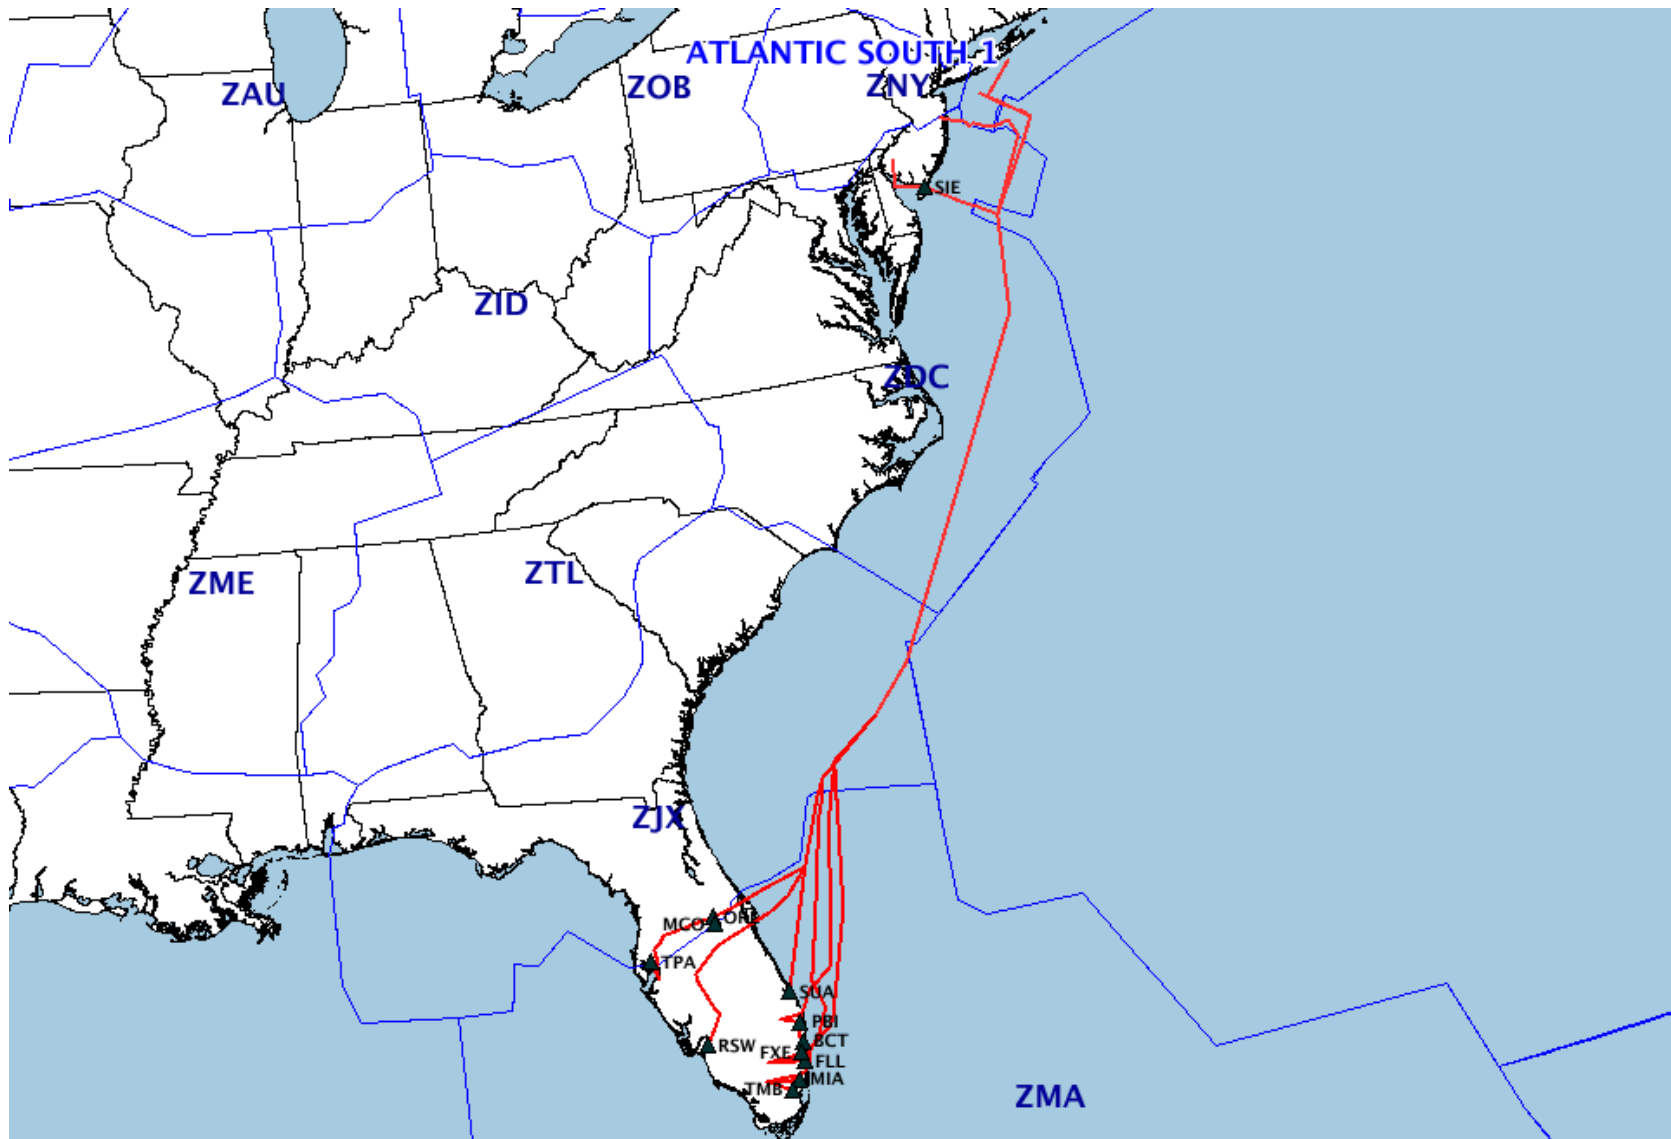 ATLANTIC SOUTH 1
ZAU
ZOB
ZNY
SIE
ZID
ZDC
ZME
ZTL
ZJX
MCO
TPA
SUA
PBI
RSW
BCT
FXE
FLL
MIA
TMB
ZMA